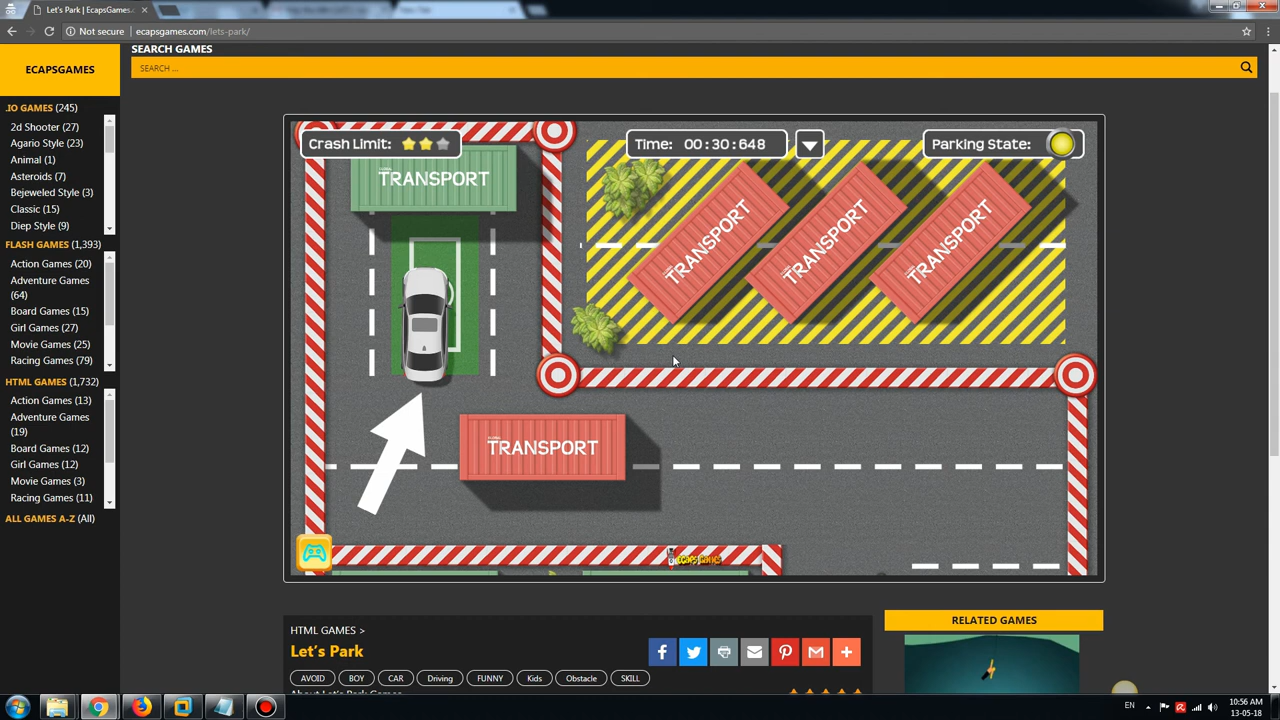 Let's Park | EcapsGames.
Not secure | ecapsgames.com/lets-park/
SEARCH GAMES
SEARCH ...
ECAPSGAMES
.IO GAMES (245)
2d Shooter (27)
Agario Style (23)
Animal (1)
Asteroids (7)
Bejeweled Style (3)
Classic (15)
Diep Style (9)
FLASH GAMES (1,393)
Action Games (20)
Adventure Games
(64)
Board Games (15)
Girl Games (27)
Movie Games (25)
Racing Games (79)
HTML GAMES (1,732)
Action Games (13)
Adventure Games
(19)
Board Games (12)
Girl Games (12)
Movie Games (3)
Racing Games (11)
ALL GAMES A-Z (All)
Crash Limit:
Time: 00:30:648
Parking State:
TRANSPORT
TRANSPORT
TRANSPORT
TRANSPORT
TRANSPORT
Ecaps Games
HTML GAMES >
Let's Park
AVOID BOY CAR Driving FUNNY Kids Obstacle SKILL
About Let's Park Games
RELATED GAMES
EN
10:56 AM
13-05-18